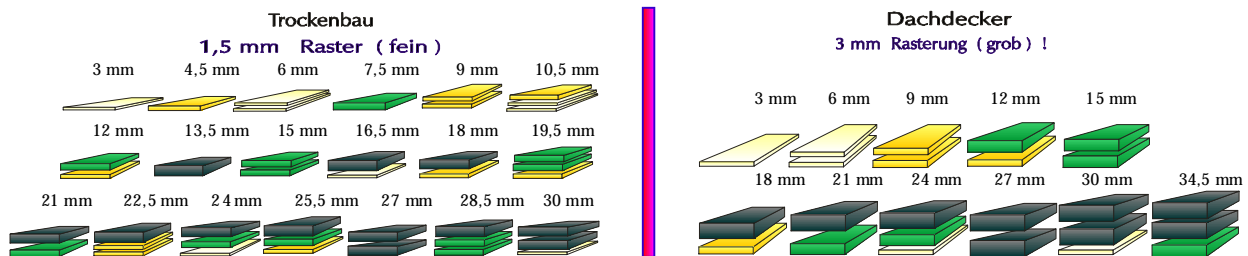 Trockenbau
1,5 mm Raster ( fein )
3 mm 4,5 mm 6 mm 7,5 mm 9 mm 10,5 mm
12 mm 13,5 mm 15 mm 16,5 mm 18 mm 19,5 mm
21 mm 22,5 mm 24 mm 25,5 mm 27 mm 28,5 mm 30 mm
Dachdecker
3 mm Rasterung ( grob ) !
3 mm 6 mm 9 mm 12 mm 15 mm
18 mm 21 mm 24 mm 27 mm 30 mm 34,5 mm